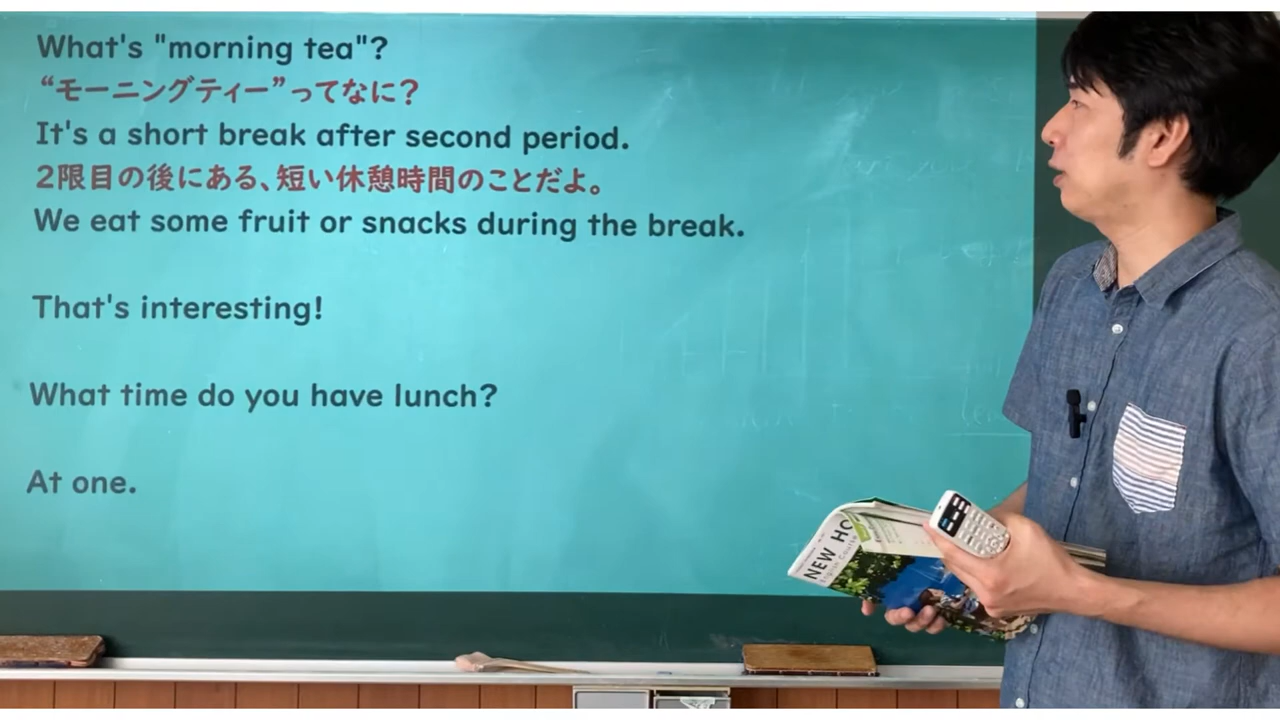 What's "morning tea"?
“モーニングティー”ってなに？
It's a short break after second period.
2限目の後にある、短い休憩時間のことだよ。
We eat some fruit or snacks during the break.
That's interesting!
What time do you have lunch?
At one.
NEW HO
English Course